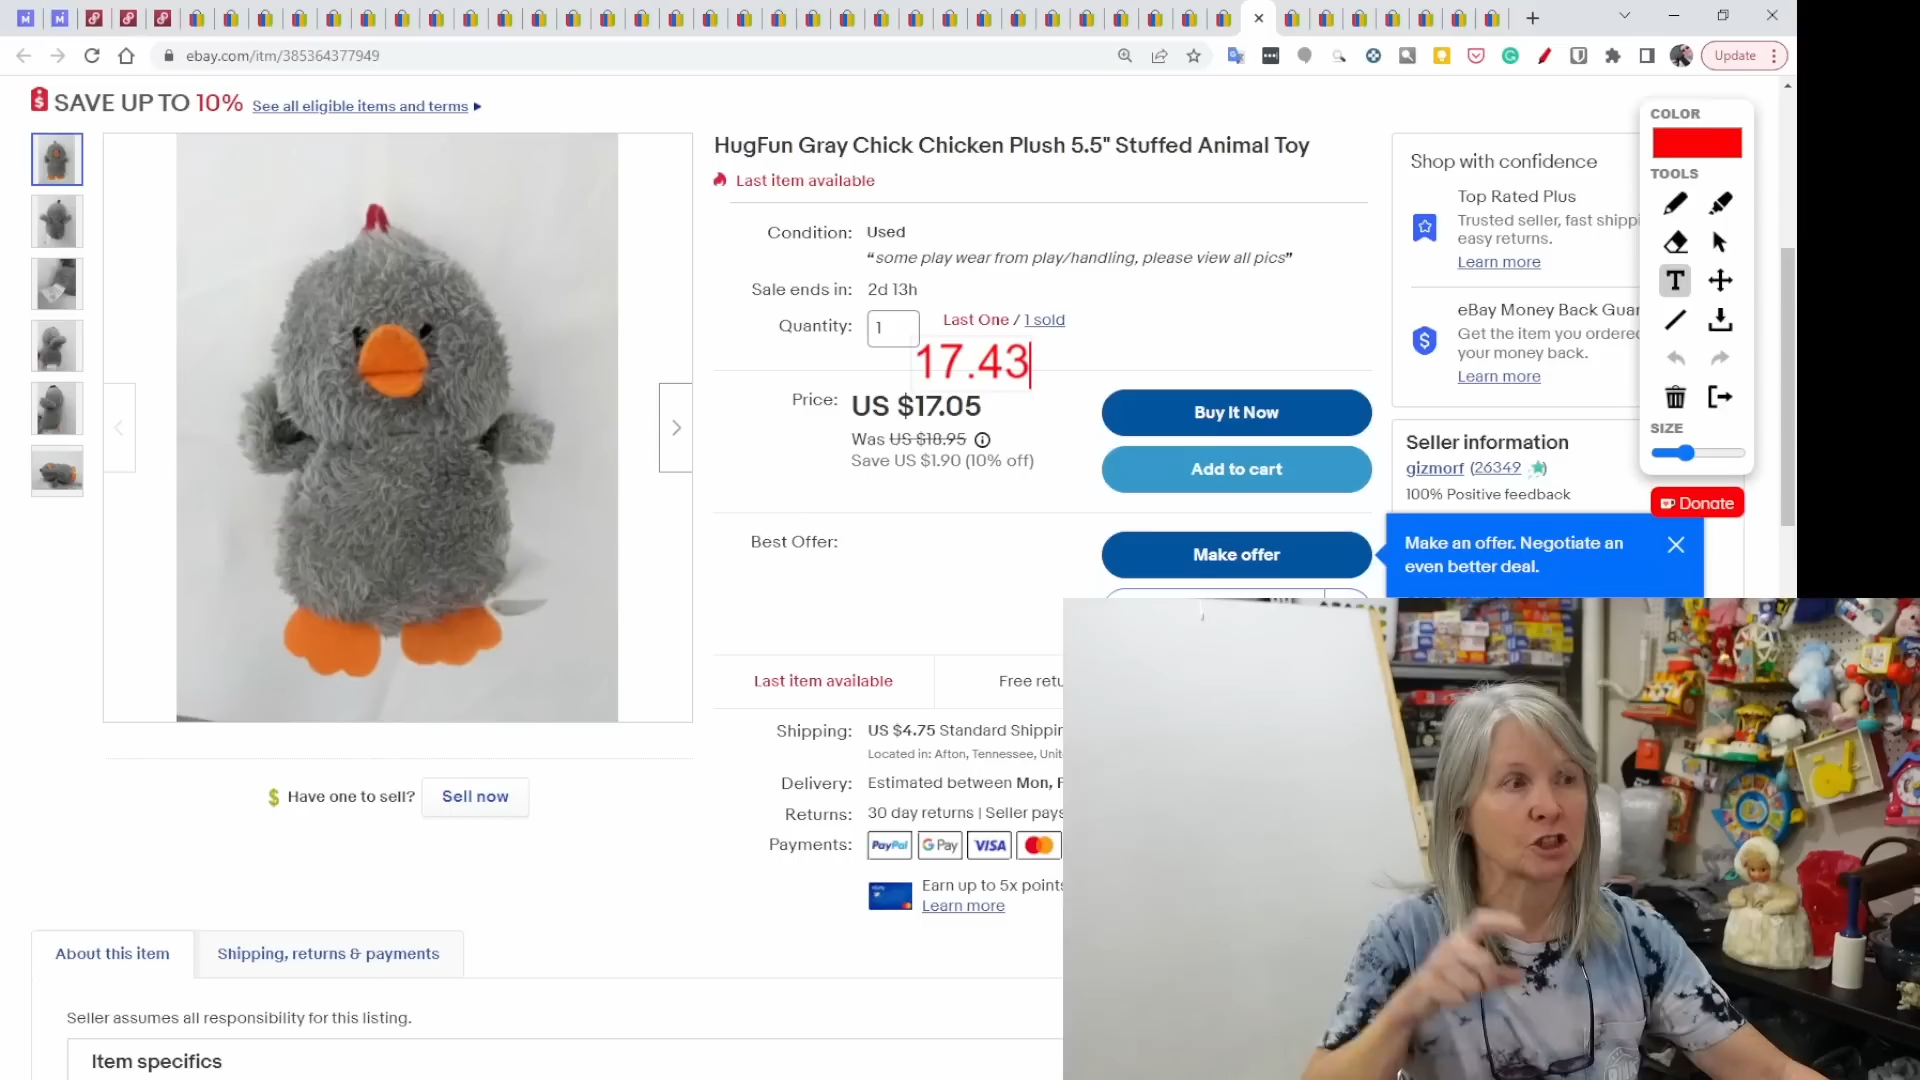 ebay.com/itm/385364377949
Update
SAVE UP TO 10% See all eligible items and terms
HugFun Gray Chick Chicken Plush 5.5" Stuffed Animal Toy
Last item available
Condition: Used
“some play wear from play/handling, please view all pics”
Sale ends in: 2d 13h
Quantity: 1 Last One / 1 sold
17.43
Price: US $17.05
Was US $18.95
Save US $1.90 (10% off)
Buy It Now
Add to cart
Best Offer:
Make offer
Make an offer. Negotiate an
even better deal.
Last item available
Free retu
Shipping: US $4.75 Standard Shippin
Located in: Afton, Tennessee, Unit
Delivery: Estimated between Mon, F
Returns: 30 day returns | Seller pays
Payments: PayPal G Pay VISA
Earn up to 5x points
Learn more
Have one to sell? Sell now
About this item
Shipping, returns & payments
Seller assumes all responsibility for this listing.
Item specifics
Shop with confidence
Top Rated Plus
Trusted seller, fast shippi
easy returns.
Learn more
eBay Money Back Guar
Get the item you ordered
your money back.
Learn more
Seller information
gizmorf (26349)
100% Positive feedback
COLOR
TOOLS
T
SIZE
Donate